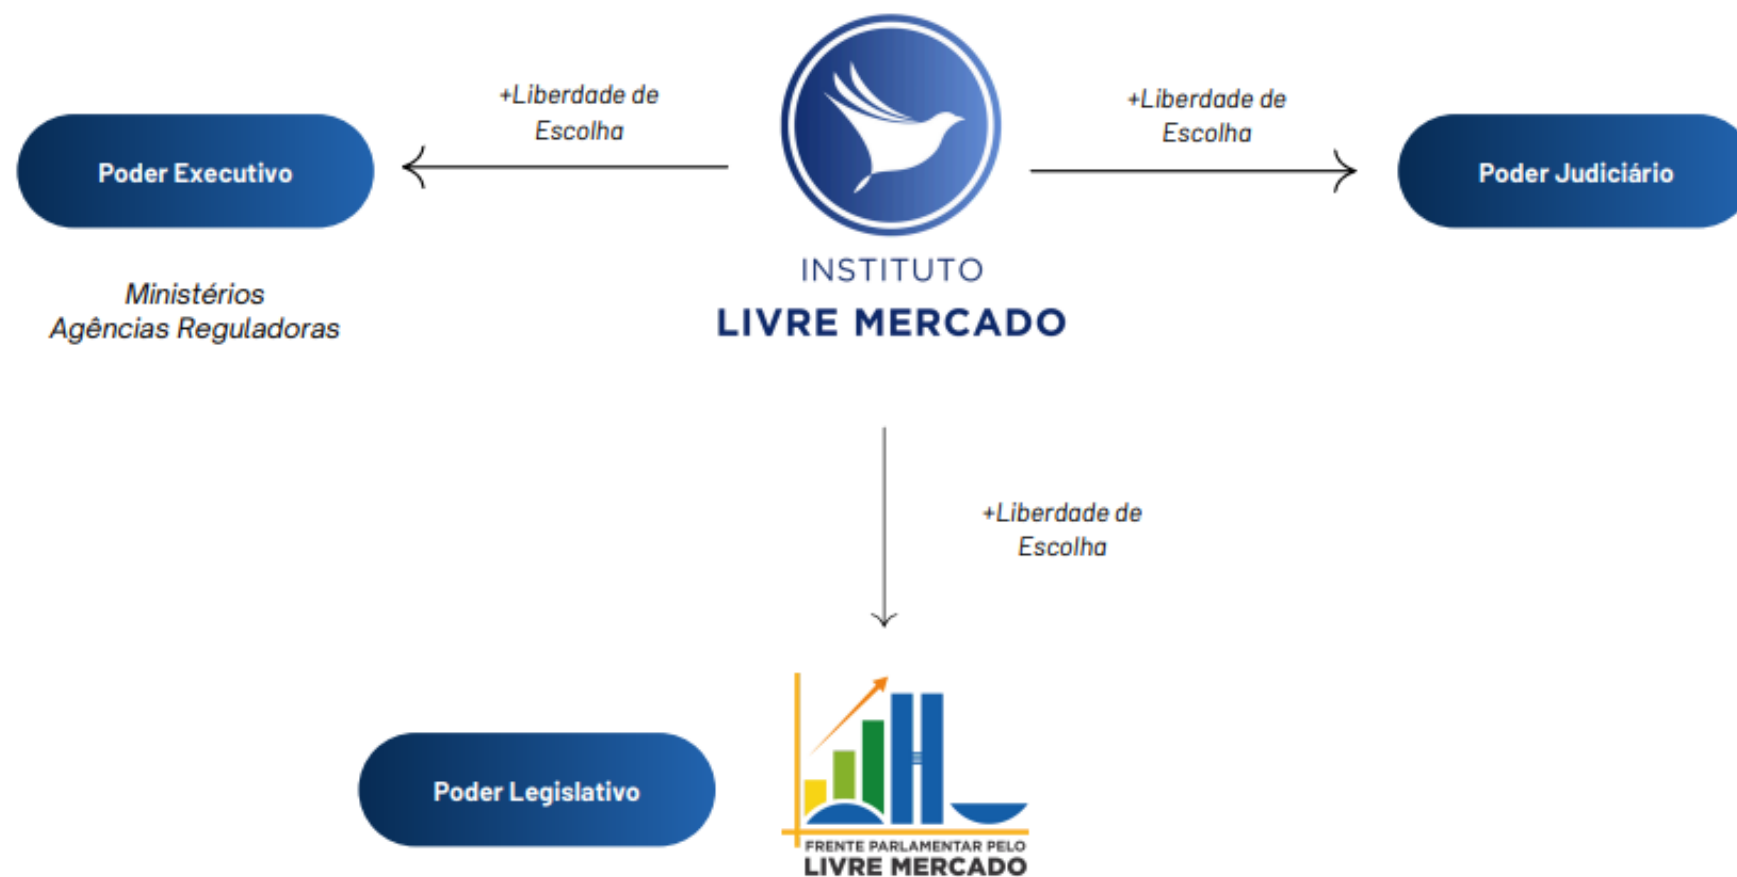 +Liberdade de
Escolha
+Liberdade de
Escolha
Poder Executivo
Poder Judiciário
INSTITUTO
LIVRE MERCADO
Ministérios
Agências Reguladoras
+Liberdade de
Escolha
Poder Legislativo
FRENTE PARLAMENTAR PELO
LIVRE MERCADO